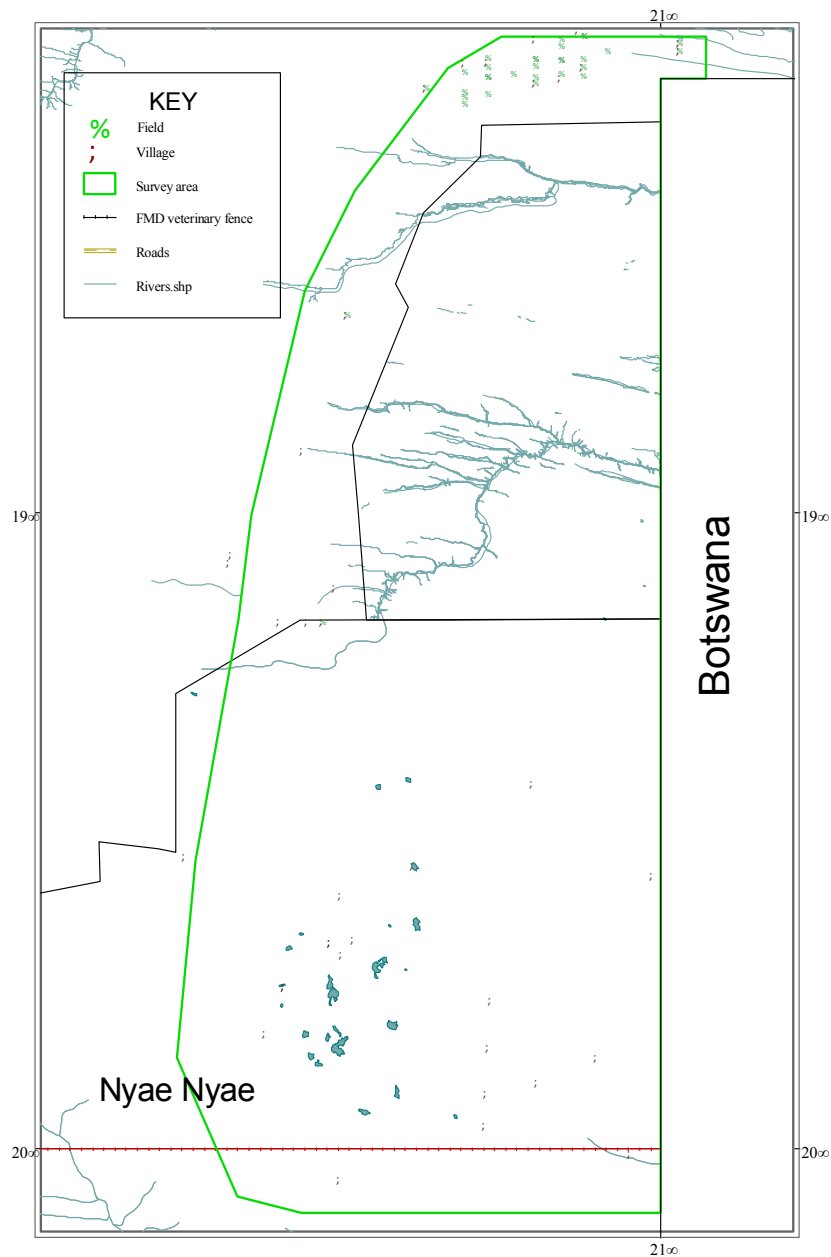 21∞
KEY
% Field
; Village
Survey area
FMD veterinary fence
Roads
Rivers.shp
19∞
19∞
Botswana
Nyae Nyae
20∞
20∞
21∞